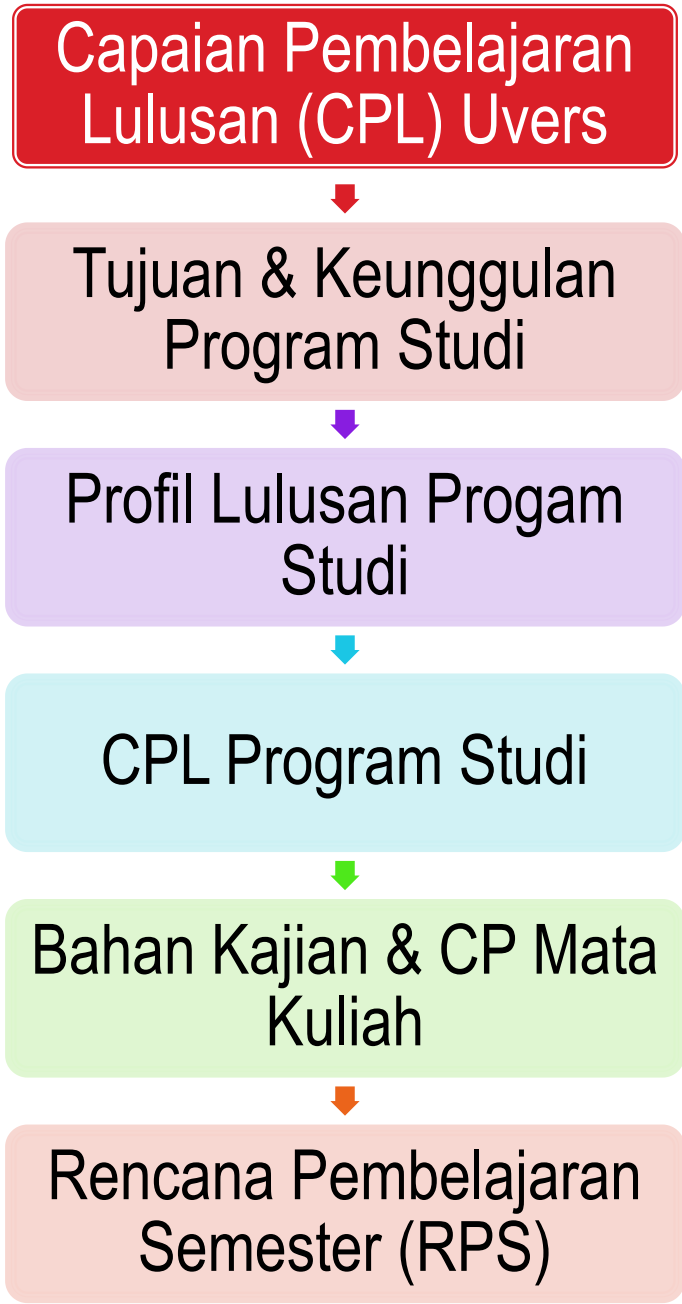 Capaian Pembelajaran
Lulusan (CPL) Uvers
Tujuan & Keunggulan
Program Studi
Profil Lulusan Progam
Studi
CPL Program Studi
Bahan Kajian & CP Mata
Kuliah
Rencana Pembelajaran
Semester (RPS)